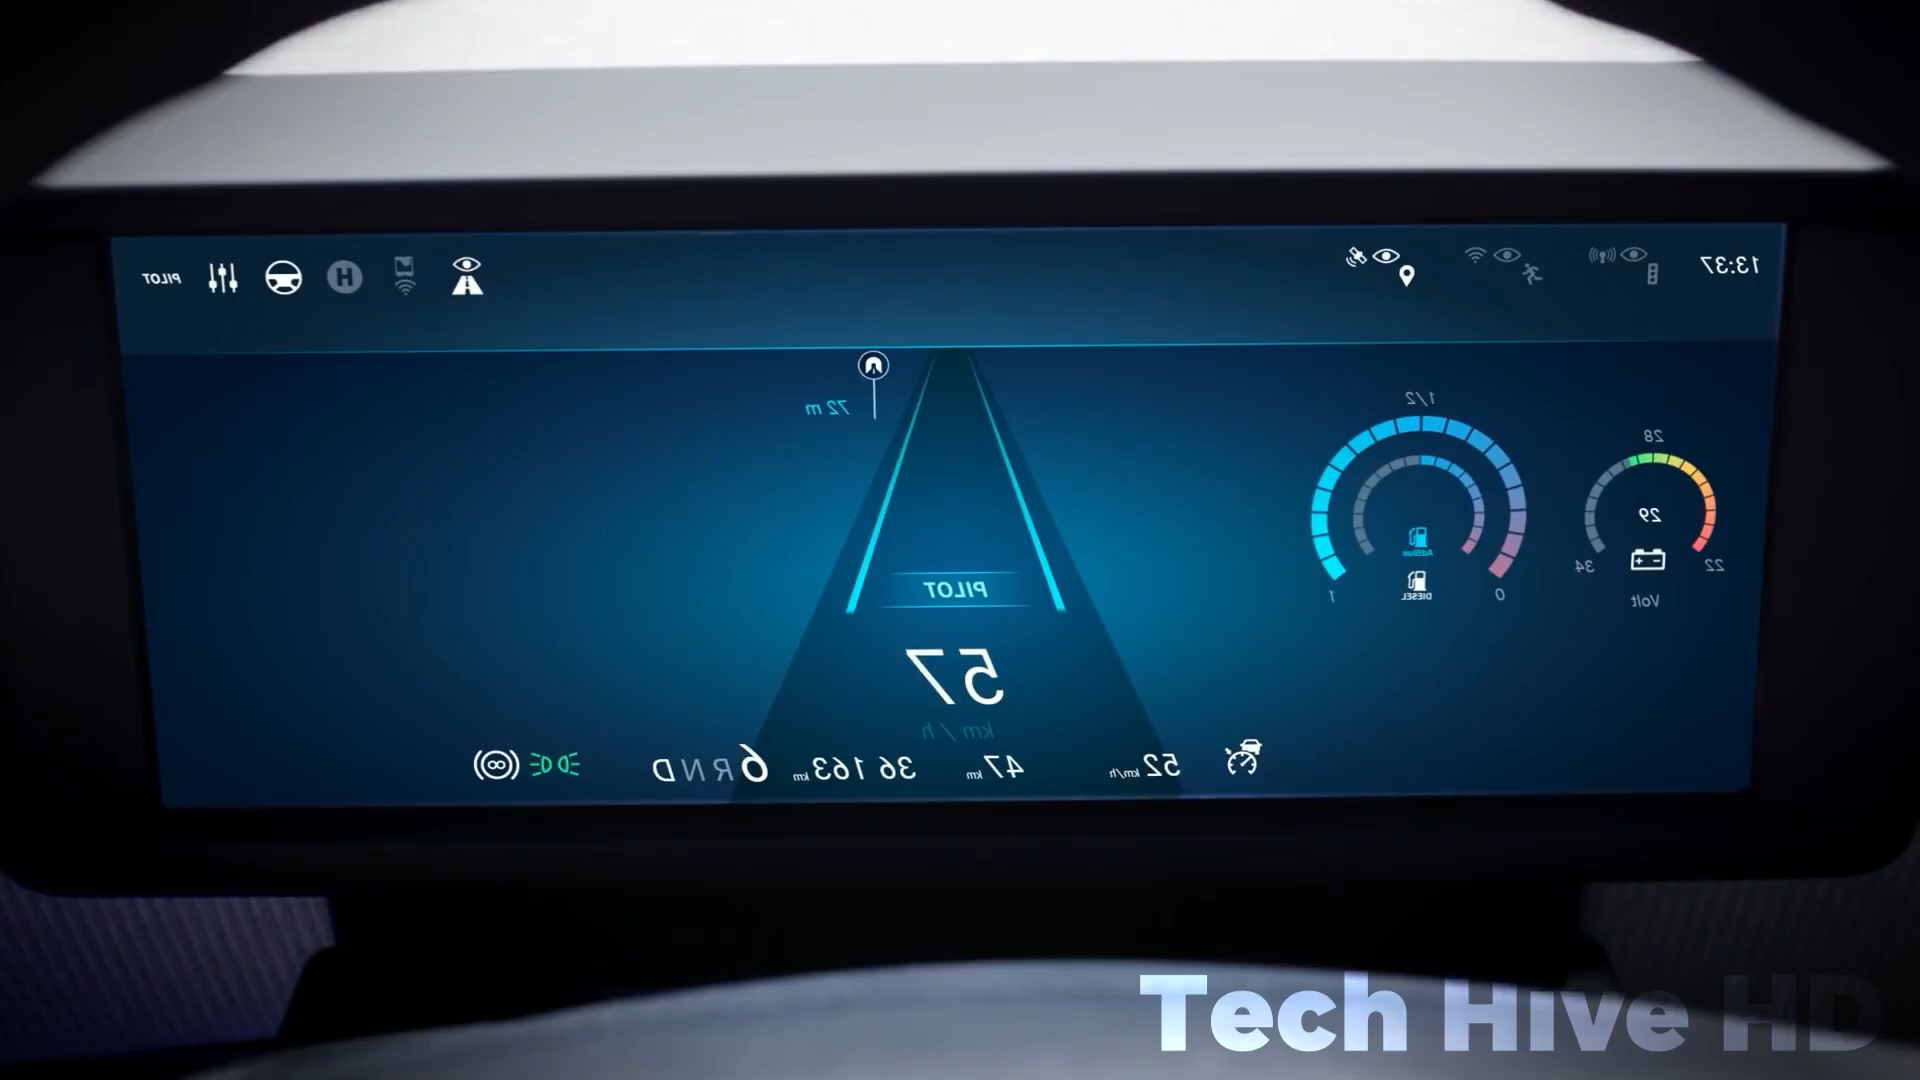 PILOT
13:37
72 m
1/2
28
29
AdBlue
34
22
DIESEL
1
0
Volt
PILOT
57
km / h
D N R 6
36 163 km
47 km
52 km/h
H
Tech Hive HD